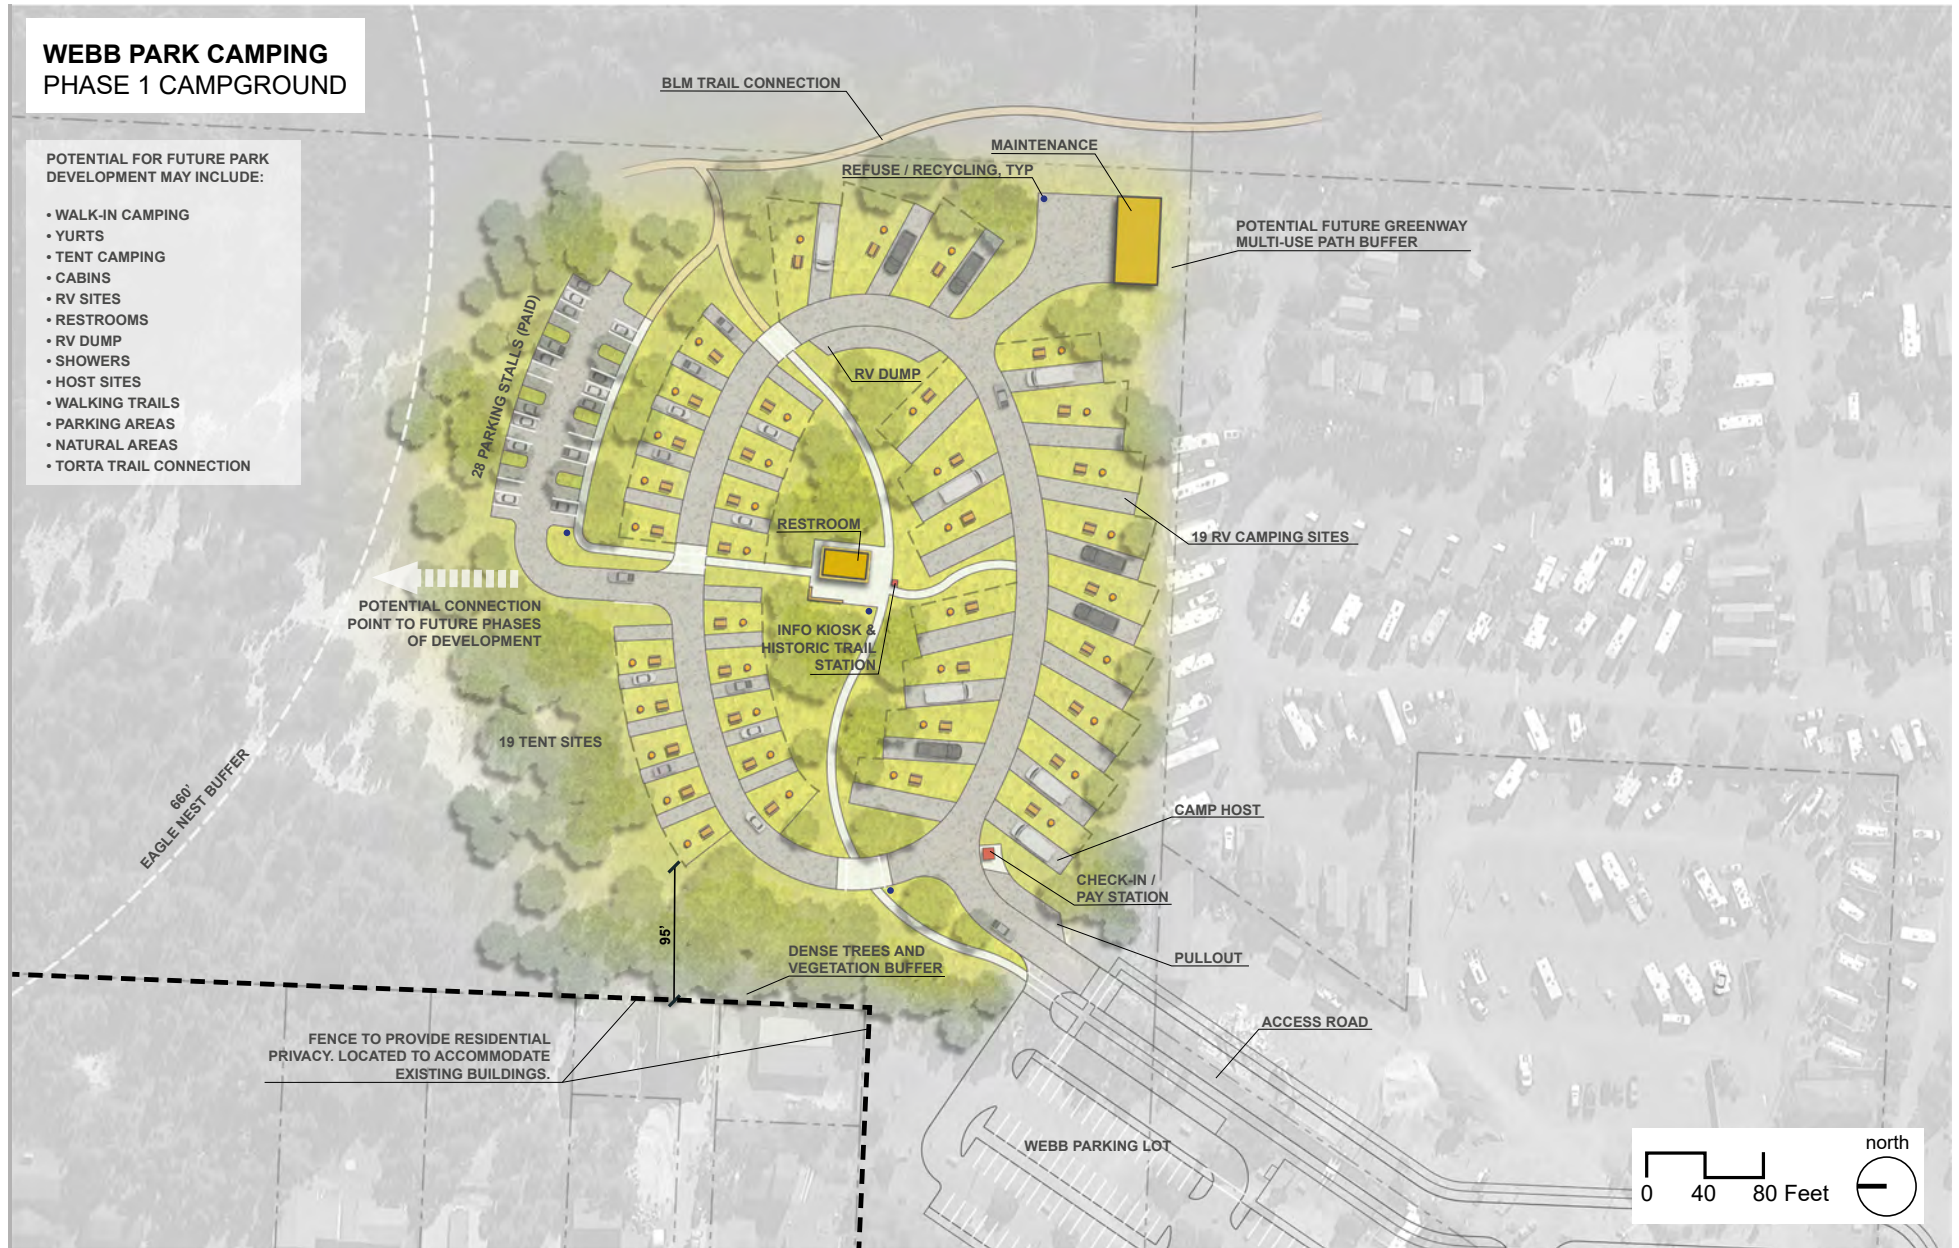 WEBB PARK CAMPING
PHASE 1 CAMPGROUND
POTENTIAL FOR FUTURE PARK
DEVELOPMENT MAY INCLUDE:
• WALK-IN CAMPING
• YURTS
• TENT CAMPING
• CABINS
• RV SITES
• RESTROOMS
• RV DUMP
• SHOWERS
• HOST SITES
• WALKING TRAILS
• PARKING AREAS
• NATURAL AREAS
• TORTA TRAIL CONNECTION
BLM TRAIL CONNECTION
MAINTENANCE
REFUSE / RECYCLING, TYP
POTENTIAL FUTURE GREENWAY
MULTI-USE PATH BUFFER
28 PARKING STALLS (PAID)
RV DUMP
RESTROOM
19 RV CAMPING SITES
POTENTIAL CONNECTION
POINT TO FUTURE PHASES
OF DEVELOPMENT
INFO KIOSK &
HISTORIC TRAIL
STATION
19 TENT SITES
660'
EAGLE NEST BUFFER
CAMP HOST
CHECK-IN /
PAY STATION
95'
DENSE TREES AND
VEGETATION BUFFER
PULLOUT
FENCE TO PROVIDE RESIDENTIAL
PRIVACY. LOCATED TO ACCOMMODATE
EXISTING BUILDINGS.
ACCESS ROAD
WEBB PARKING LOT
north
0 40 80 Feet